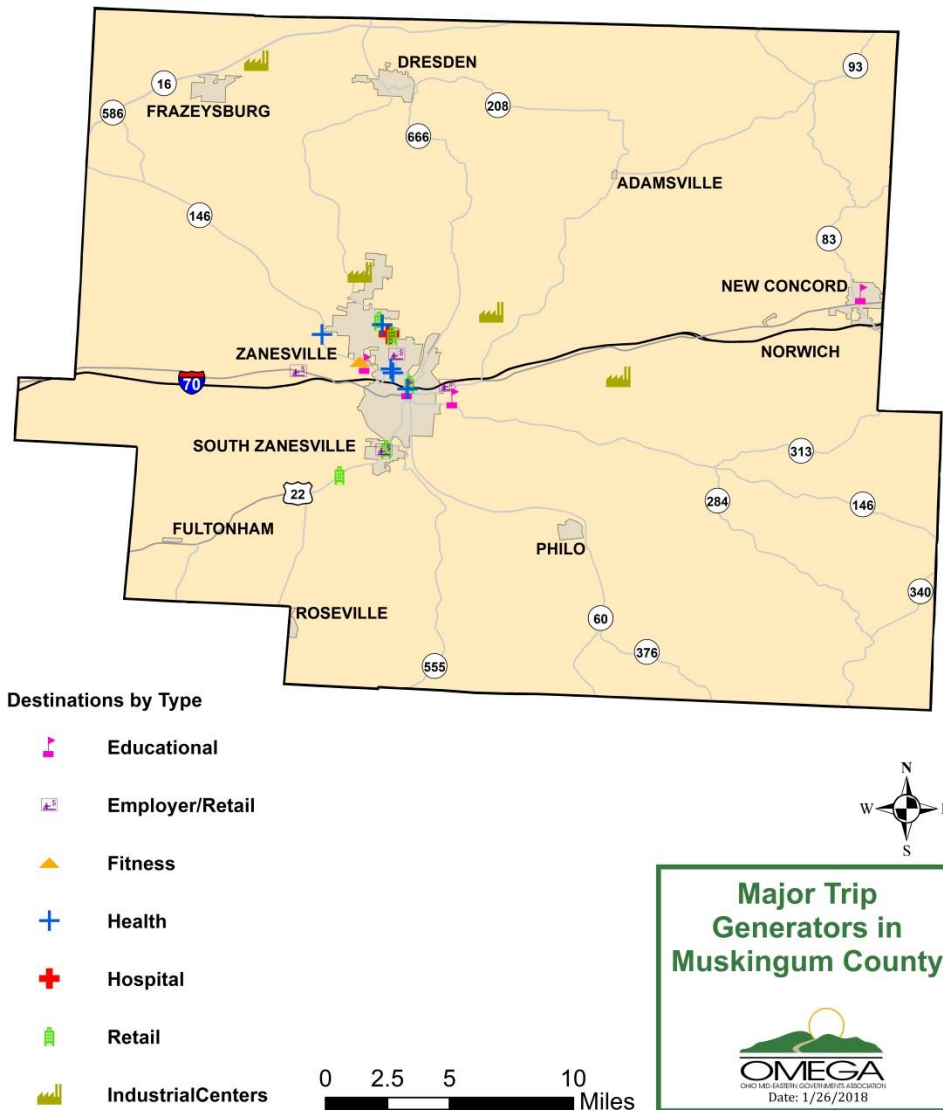 DRESDEN
93
16
FRAZEYSBURG
208
586
666
ADAMSVILLE
146
83
NEW CONCORD
ZANESVILLE
NORWICH
70
SOUTH ZANESVILLE
313
22
284
146
FULTONHAM
PHILO
340
ROSEVILLE
60
376
555
Destinations by Type
Educational
Employer/Retail
Fitness
Health
Hospital
Retail
IndustrialCenters
0 2.5 5 10
Miles
N
W
S
Major Trip
Generators in
Muskingum County
OMEGA
OHIO MID-EASTERN GOVERNMENTS ASSOCIATION
Date: 1/26/2018